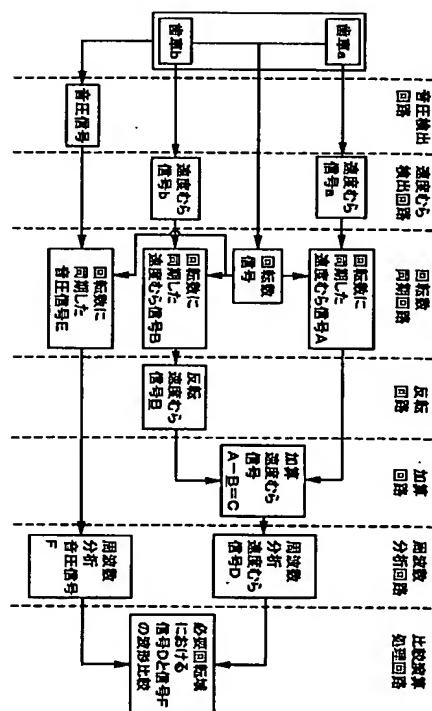 音圧検出
回路
速度むら
検出回路
回転数
同期回路
反転
回路
加算
回路
周波数
分析回路
比較演算
処理回路
歯車a
歯車b
音圧信号
速度むら
信号a
速度むら
信号b
回転数
信号
回転数に
同期した
速度むら信号A
回転数に
同期した
速度むら信号B
回転数に
同期した
音圧信号E
反転
速度むら
信号B
加算
速度むら
信号
A－B＝C
周波数
分析
速度むら
信号D
周波数
分析
音圧信号
F
必要回転域
における
信号Dと信号F
の波形比較